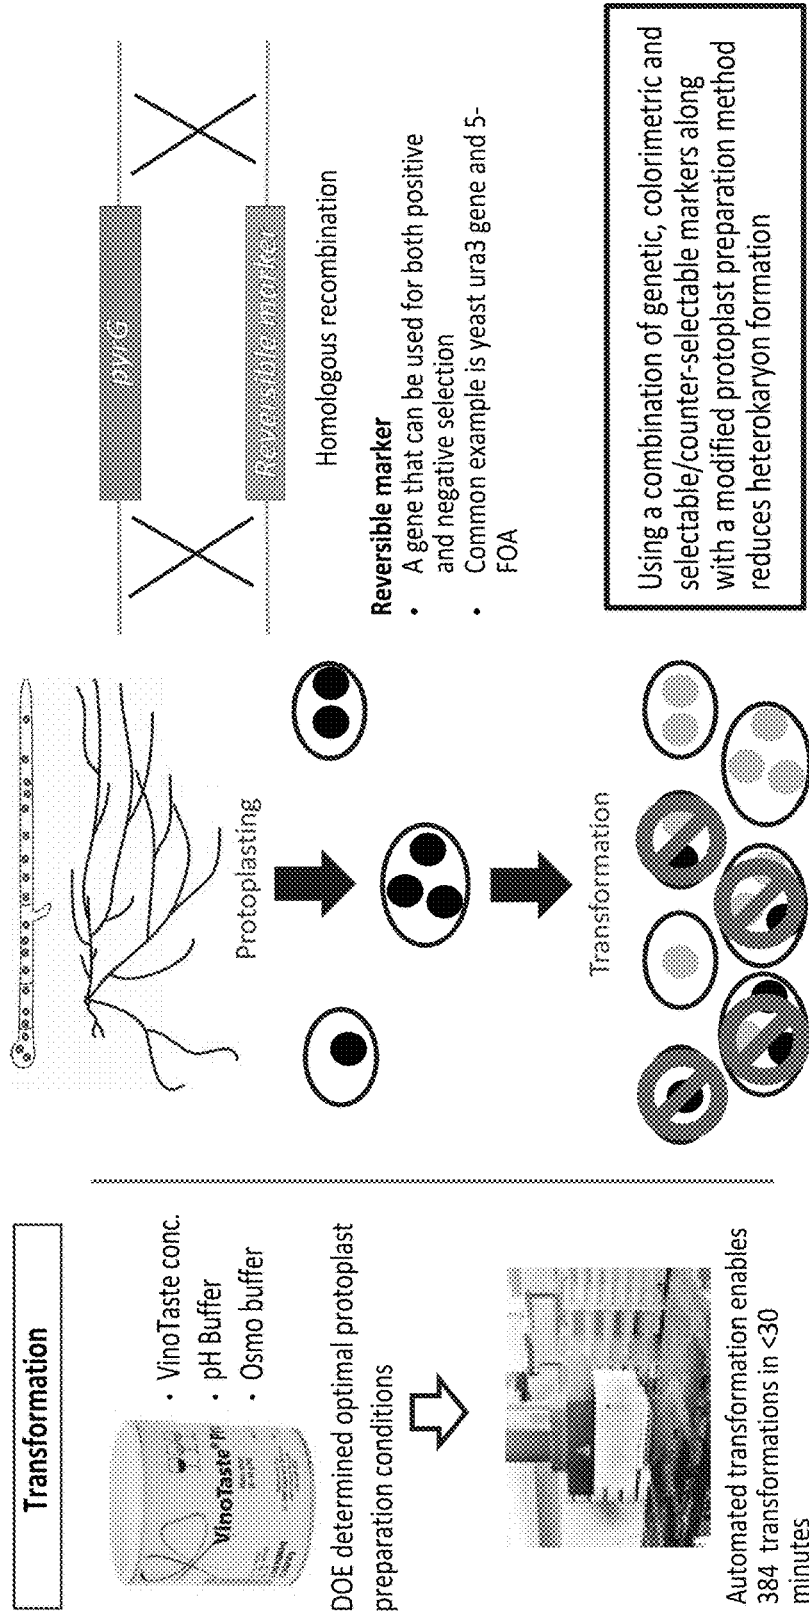 Transformation
VinoTaste® Pr
• VinoTaste conc.
• pH Buffer
• Osmo buffer
DOE determined optimal protoplast
preparation conditions
Automated transformation enables
384 transformations in <30
minutes
Protoplasting
Transformation
pyrG
Reversible marker
Homologous recombination
Reversible marker
• A gene that can be used for both positive
and negative selection
• Common example is yeast ura3 gene and 5-
FOA
Using a combination of genetic, colorimetric and
selectable/counter-selectable markers along
with a modified protoplast preparation method
reduces heterokaryon formation